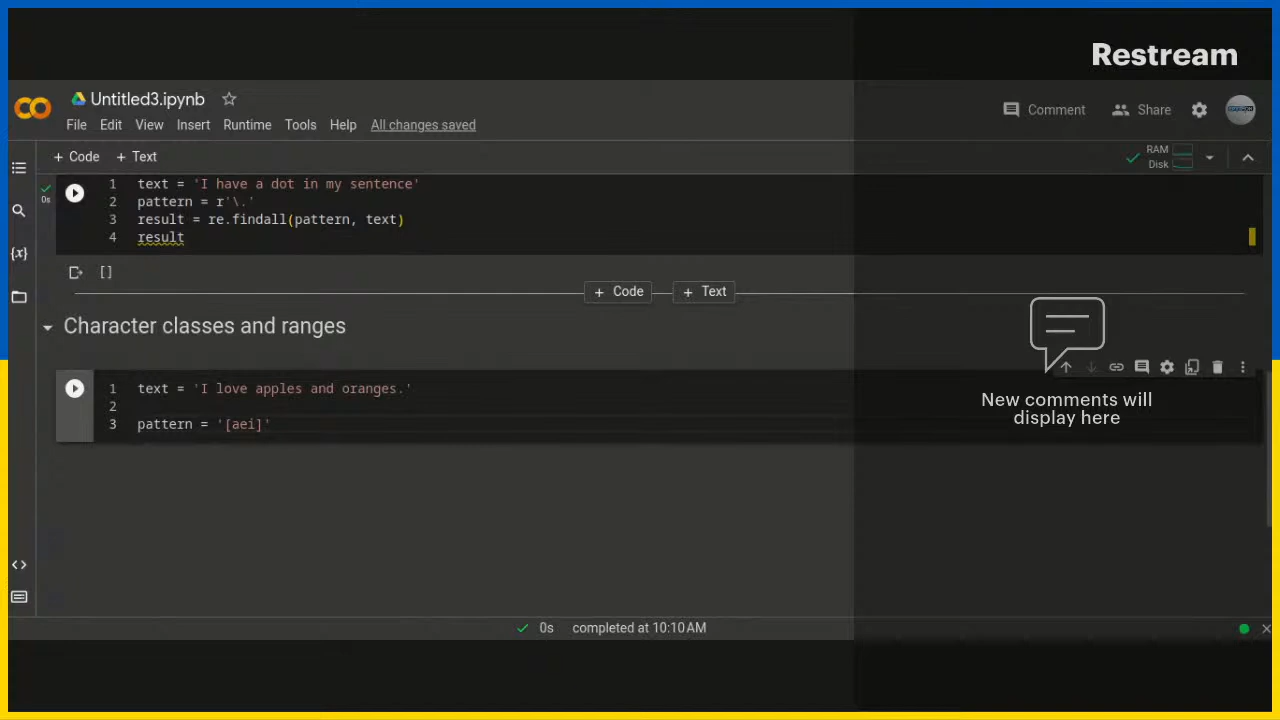 Restream
Untitled3.ipynb
Comment
Share
File Edit View Insert Runtime Tools Help All changes saved
+ Code + Text
RAM
Disk
0s
1 text = 'I have a dot in my sentence'
2 pattern = r'\.'
3 result = re.findall(pattern, text)
4 result
{x}
[]
+ Code + Text
Character classes and ranges
1 text = 'I love apples and oranges.'
2
3 pattern = '[aei]'
New comments will
display here
0s completed at 10:10 AM